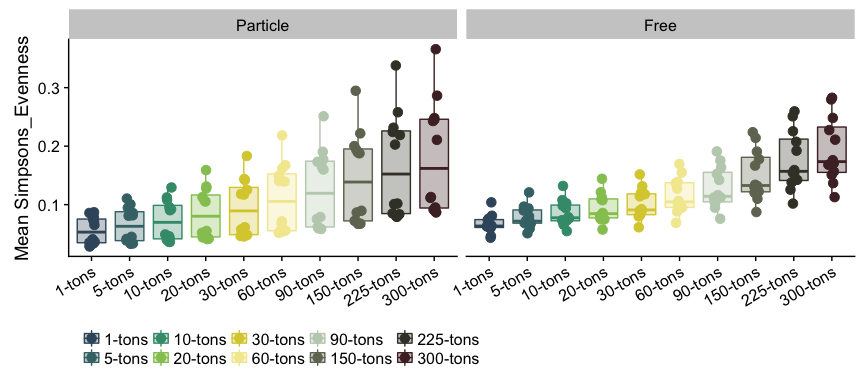 Particle Free
Mean Simpsons_Evenness
0.3
0.2
0.1
1-tons 5-tons 10-tons 20-tons 30-tons 60-tons 90-tons 150-tons 225-tons 300-tons 1-tons 5-tons 10-tons 20-tons 30-tons 60-tons 90-tons 150-tons 225-tons 300-tons
1-tons 10-tons 30-tons 90-tons 225-tons
5-tons 20-tons 60-tons 150-tons 300-tons